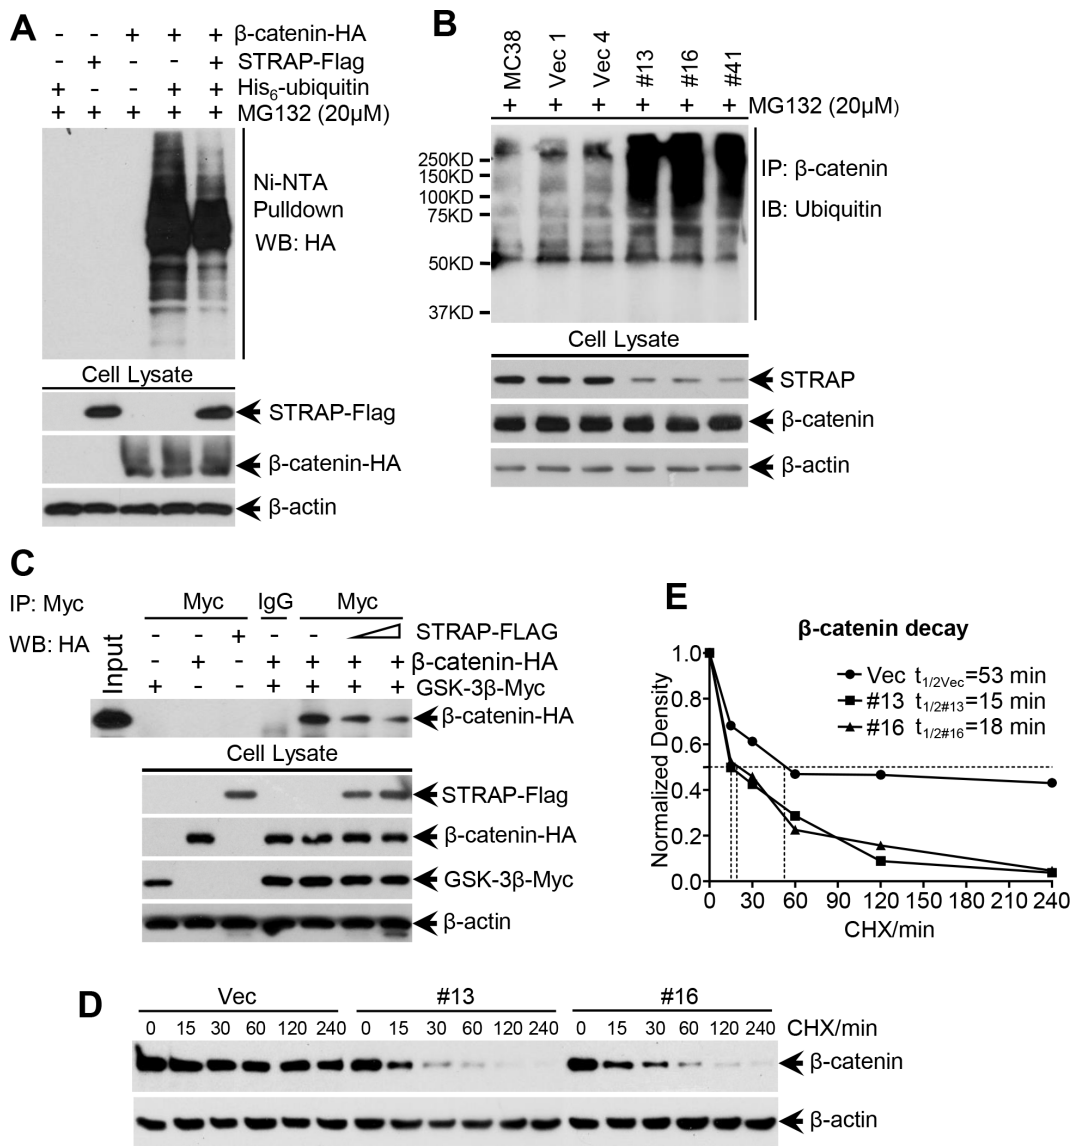 A
- - + + + β-catenin-HA
- + - - + STRAP-Flag
+ - - + + His6-ubiquitin
+ + + + + MG132 (20μM)
Ni-NTA
Pulldown
WB: HA
Cell Lysate
STRAP-Flag
β-catenin-HA
β-actin
B
MC38 Vec 1 Vec 4 #13 #16 #41
+ + + + + + MG132 (20μM)
250KD
150KD
100KD
75KD
50KD
37KD
IP: β-catenin
IB: Ubiquitin
Cell Lysate
STRAP
β-catenin
β-actin
C
IP: Myc Myc IgG Myc
WB: HA - - + - - STRAP-FLAG
Input - + - + + + + β-catenin-HA
+ - - + + + + GSK-3β-Myc
β-catenin-HA
Cell Lysate
STRAP-Flag
β-catenin-HA
GSK-3β-Myc
β-actin
E
β-catenin decay
Vec t1/2Vec=53 min
#13 t1/2#13=15 min
#16 t1/2#16=18 min
Normalized Density
1.0
0.8
0.6
0.4
0.2
0.0
0 30 60 90 120 150 180 210 240
CHX/min
D
Vec #13 #16
0 15 30 60 120 240 0 15 30 60 120 240 0 15 30 60 120 240 CHX/min
β-catenin
β-actin